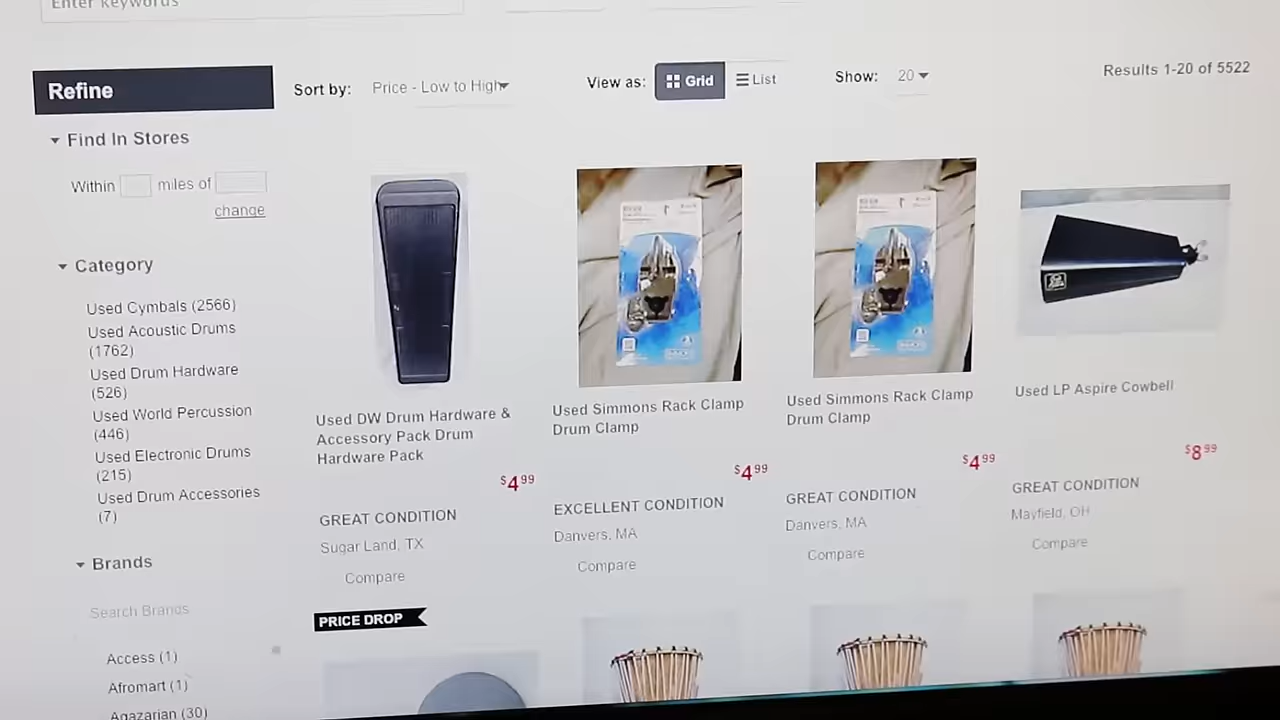 Enter keywords
Refine
Sort by: Price - Low to High
View as: Grid List
Show: 20
Results 1-20 of 5522
Find In Stores
Within miles of
change
Category
Used Cymbals (2566)
Used Acoustic Drums
(1762)
Used Drum Hardware
(526)
Used World Percussion
(446)
Used Electronic Drums
(215)
Used Drum Accessories
(7)
Brands
Search Brands
Access (1)
Afromart (1)
Agazarian (30)
Used DW Drum Hardware &
Accessory Pack Drum
Hardware Pack
$4.99
GREAT CONDITION
Sugar Land, TX
Compare
Used Simmons Rack Clamp
Drum Clamp
$4.99
EXCELLENT CONDITION
Danvers, MA
Compare
Used Simmons Rack Clamp
Drum Clamp
$4.99
GREAT CONDITION
Danvers, MA
Compare
Used LP Aspire Cowbell
$8.99
GREAT CONDITION
Mayfield, OH
Compare
PRICE DROP